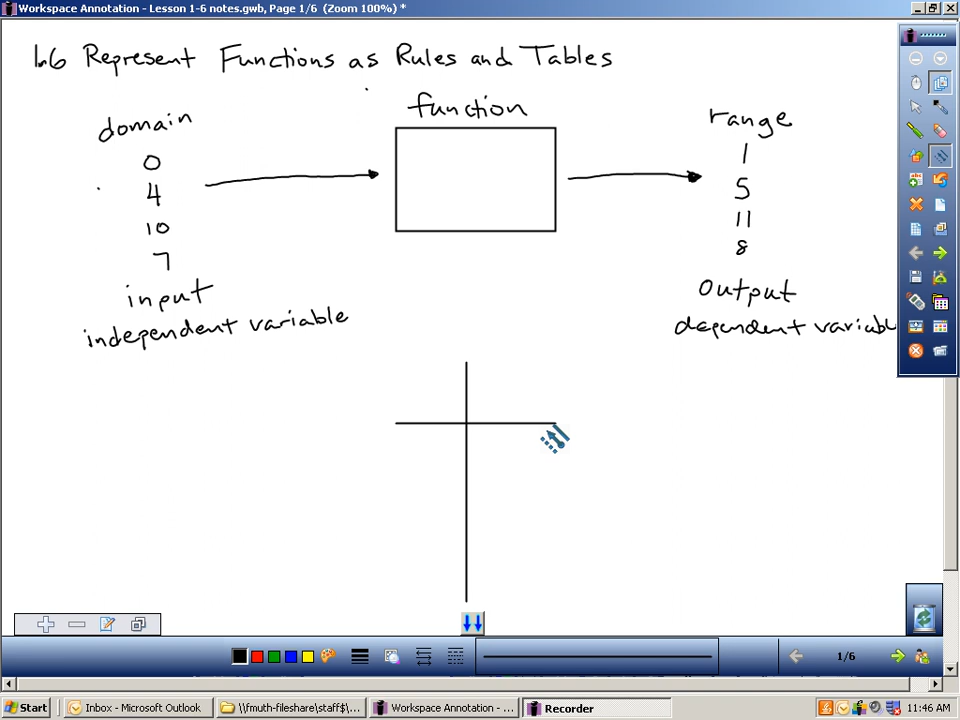 Workspace Annotation - Lesson 1-6 notes.gwb, Page 1/6 (Zoom 100%) *
1.6 Represent Functions as Rules and Tables
domain
function
range
0
1
4
5
10
11
7
8
input
output
independent variable
dependent variabl
abc
1/6
Start
Inbox - Microsoft Outlook
\\fmuth-fileshare\staff$\...
Workspace Annotation - ...
Recorder
11:46 AM